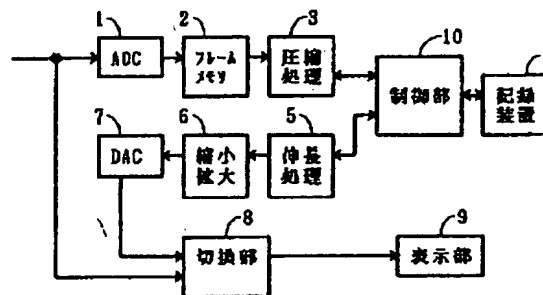 1
2
3
10
ADC
フレーム
メモリ
圧縮
処理
制御部
記録
装置
7
6
5
DAC
縮小
拡大
伸長
処理
8
9
切換部
表示部